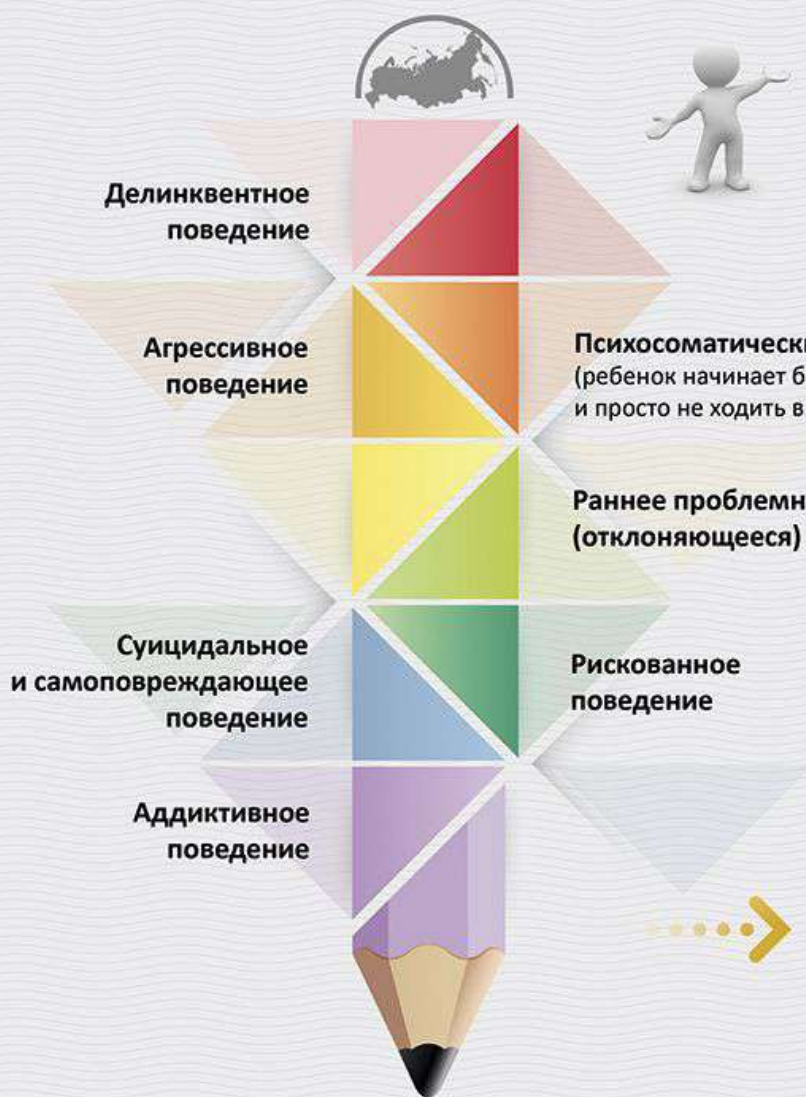 Делинквентное
поведение
Агрессивное
поведение
(ребенок начинает
и просто не ходить в
Раннее
(отклоняющееся)
Суицидальное
и самоповреждающее
поведение
Рискованное
поведение
Аддиктивное
поведение